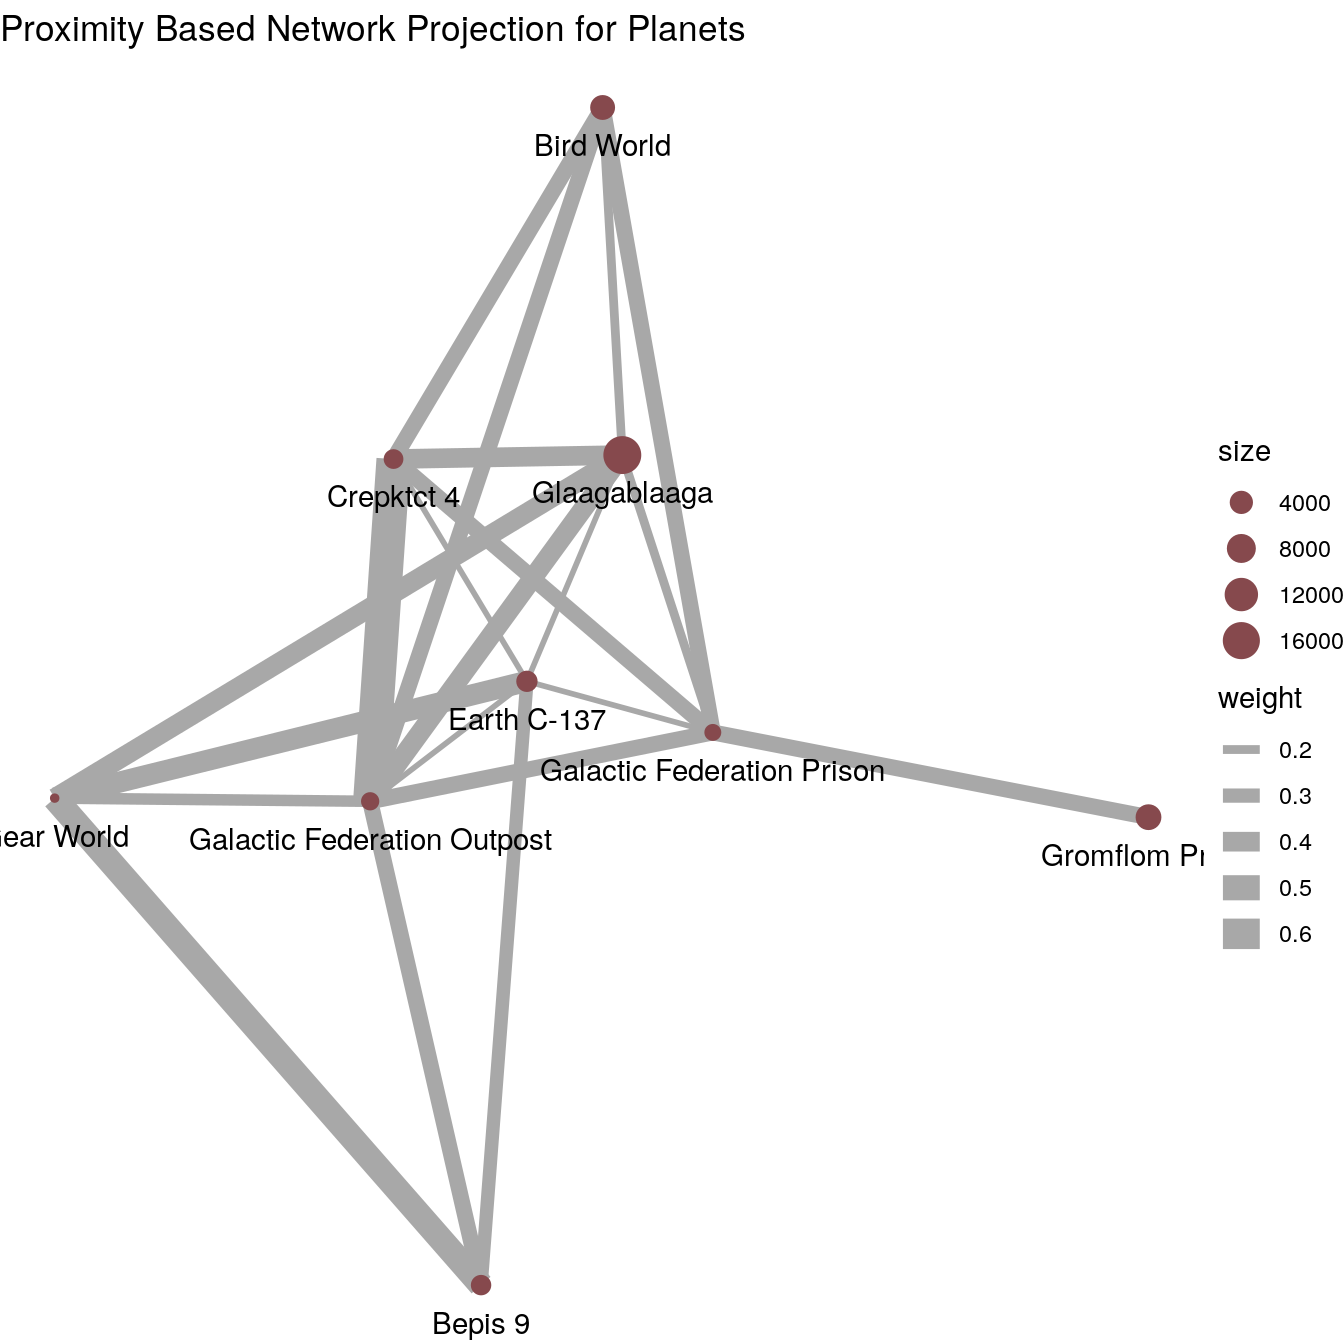 Proximity Based Network Projection for Planets
Bird World
Crepktct 4
Glaagablaaga
Earth C-137
Galactic Federation Prison
Gear World
Galactic Federation Outpost
Gromflom Pr
Bepis 9
size
4000
8000
12000
16000
weight
0.2
0.3
0.4
0.5
0.6